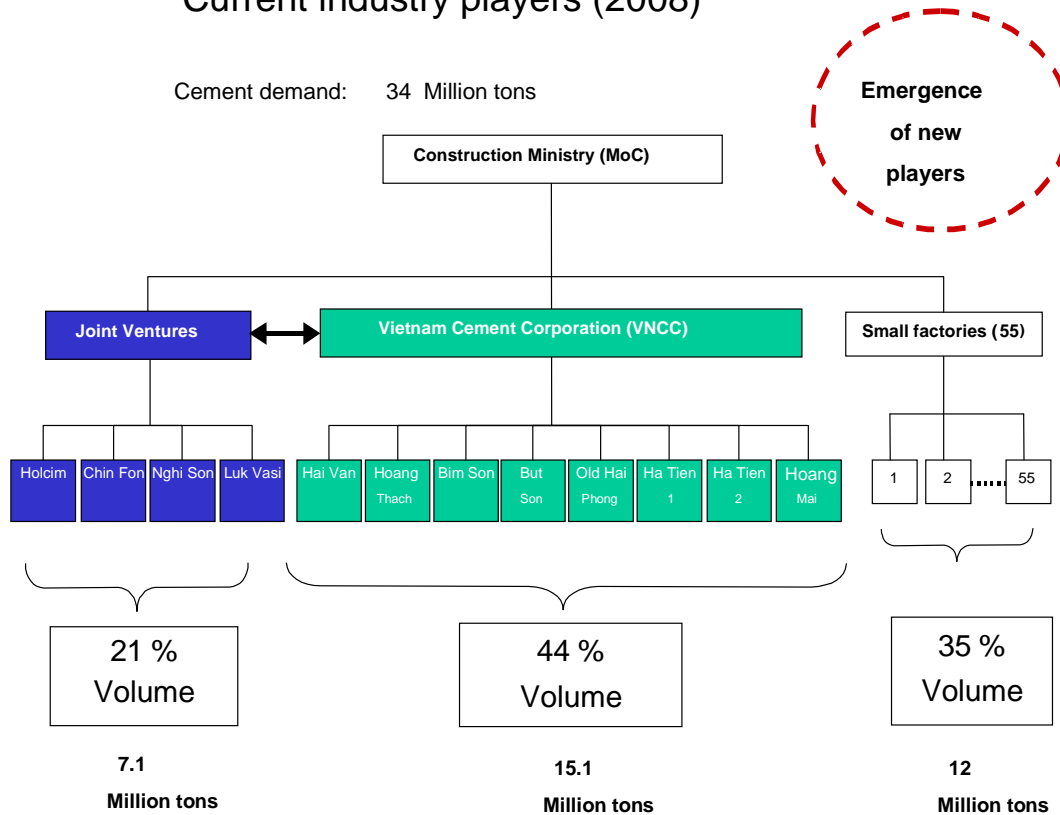 Current industry players (2008)
Cement demand: 34 Million tons
Emergence
of new
players
Construction Ministry (MoC)
Joint Ventures
Vietnam Cement Corporation (VNCC)
Small factories (55)
Holcim
Chin Fon
Nghi Son
Luk Vasi
Hai Van
Hoang
Thach
Bim Son
But
Son
Old Hai
Phong
Ha Tien
1
Ha Tien
2
Hoang
Mai
1
2
55
21 %
Volume
44 %
Volume
35 %
Volume
7.1
Million tons
15.1
Million tons
12
Million tons